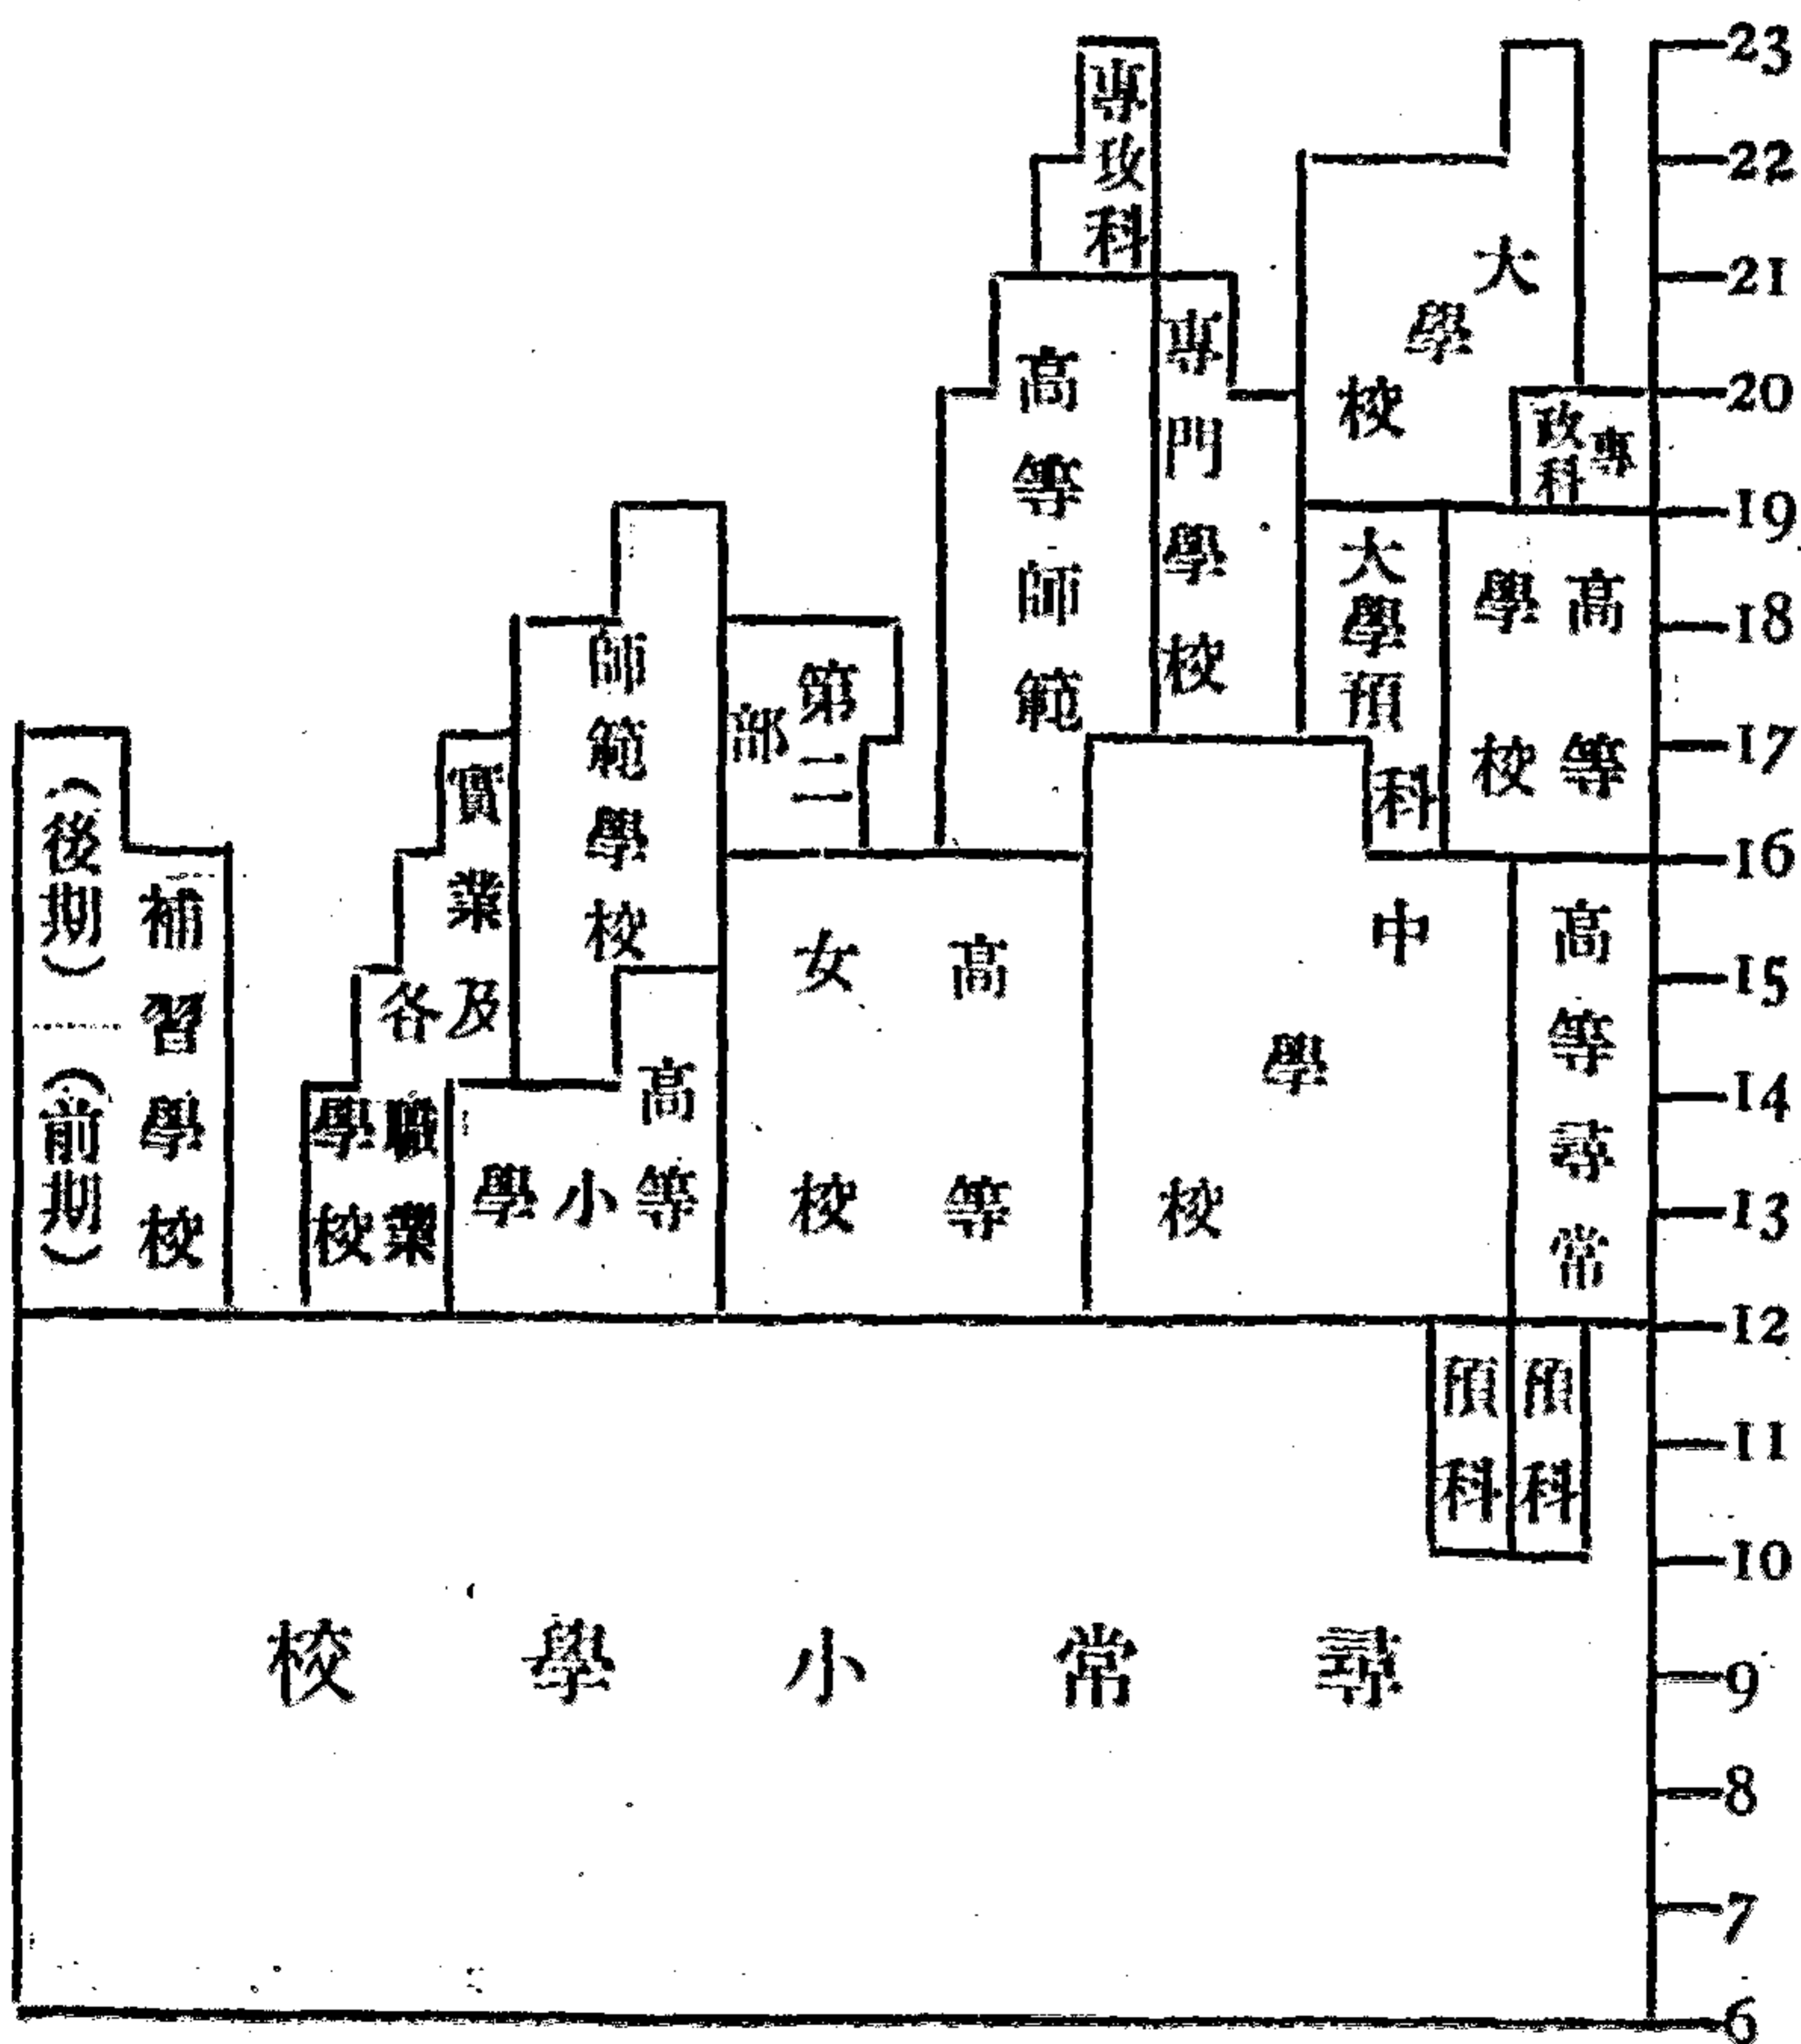 專攻科
大學校
專攻科
高等師範
專門學校
大學預科
高等學校
師範學校
第二部
補習學校
(後期)
(前期)
實業及各職業學校
高等小學
高等女校
中學校
高等尋常
預科
預科
尋常小學校
23
22
21
20
19
18
17
16
15
14
13
12
11
10
9
8
7
6